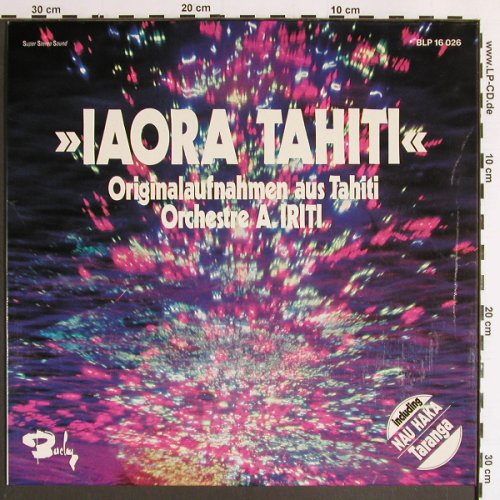 30 cm
20 cm
10 cm
www.LP-CD.de
Super Stereo Sound
BLP 16 026
»IAORA TAHITI«
Originalaufnahmen aus Tahiti
Orchestre A. IRITI
10 cm
20 cm
30 cm
including
NAU HAKA
Taranga
Barclay